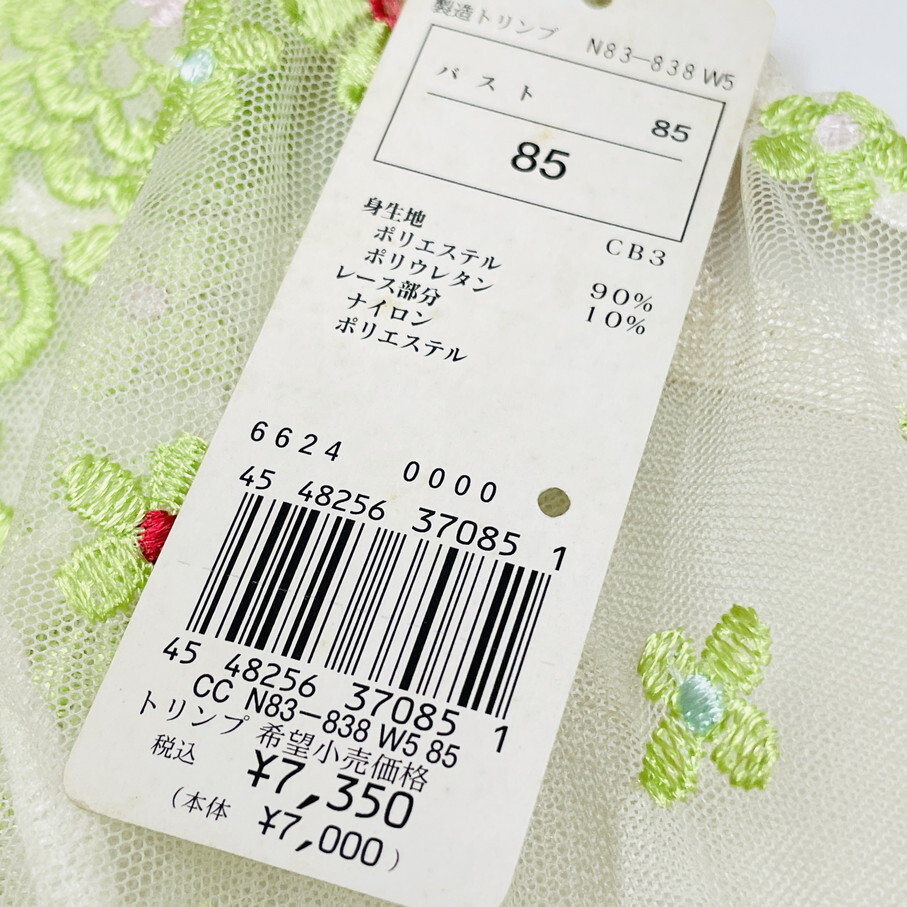 製造トリンプ N83-838 W5
バスト 85
85
CB3
身生地
ポリエステル 90%
ポリウレタン 10%
レース部分
ナイロン
ポリエステル
6624 0000
45 48256 37085 1
45 48256 37085 1
CC N83-838 W5 85
トリンプ 希望小売価格
税込 ¥7,350
(本体 ¥7,000)